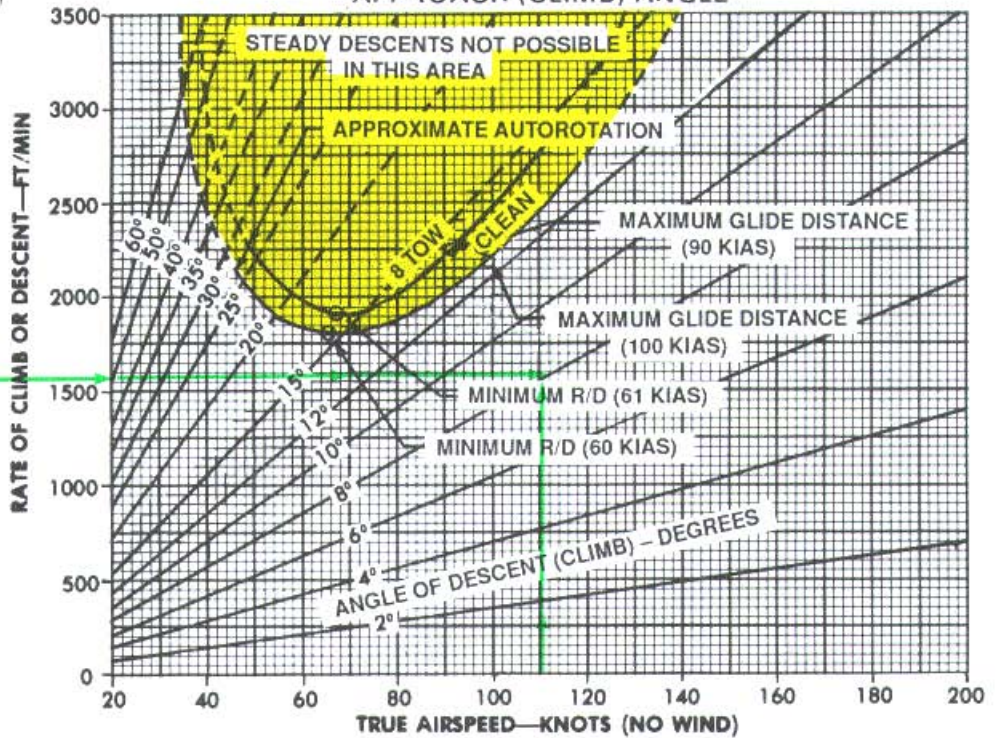 RATE OF CLIMB OR DESCENT—FT/MIN
3500
3000
2500
2000
1500
1000
500
0
STEADY DESCENTS NOT POSSIBLE
IN THIS AREA
APPROXIMATE AUTOROTATION
8 TOW
CLEAN
MAXIMUM GLIDE DISTANCE
(90 KIAS)
MAXIMUM GLIDE DISTANCE
(100 KIAS)
MINIMUM R/D (61 KIAS)
MINIMUM R/D (60 KIAS)
60°
50°
40°
35°
30°
25°
20°
15°
12°
10°
8°
6°
4°
2°
ANGLE OF DESCENT (CLIMB) – DEGREES
20 40 60 80 100 120 140 160 180 200
TRUE AIRSPEED—KNOTS (NO WIND)